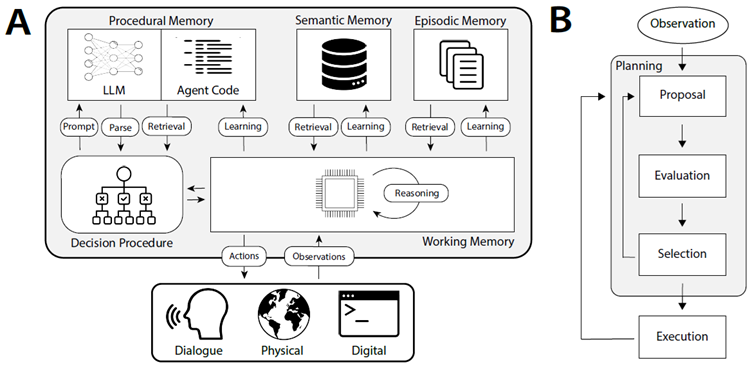 A
Procedural Memory
Semantic Memory
Episodic Memory
LLM
Agent Code
Prompt
Parse
Retrieval
Learning
Retrieval
Learning
Retrieval
Learning
Reasoning
Decision Procedure
Working Memory
Actions
Observations
>_
Dialogue
Physical
Digital
B
Observation
Planning
Proposal
Evaluation
Selection
Execution